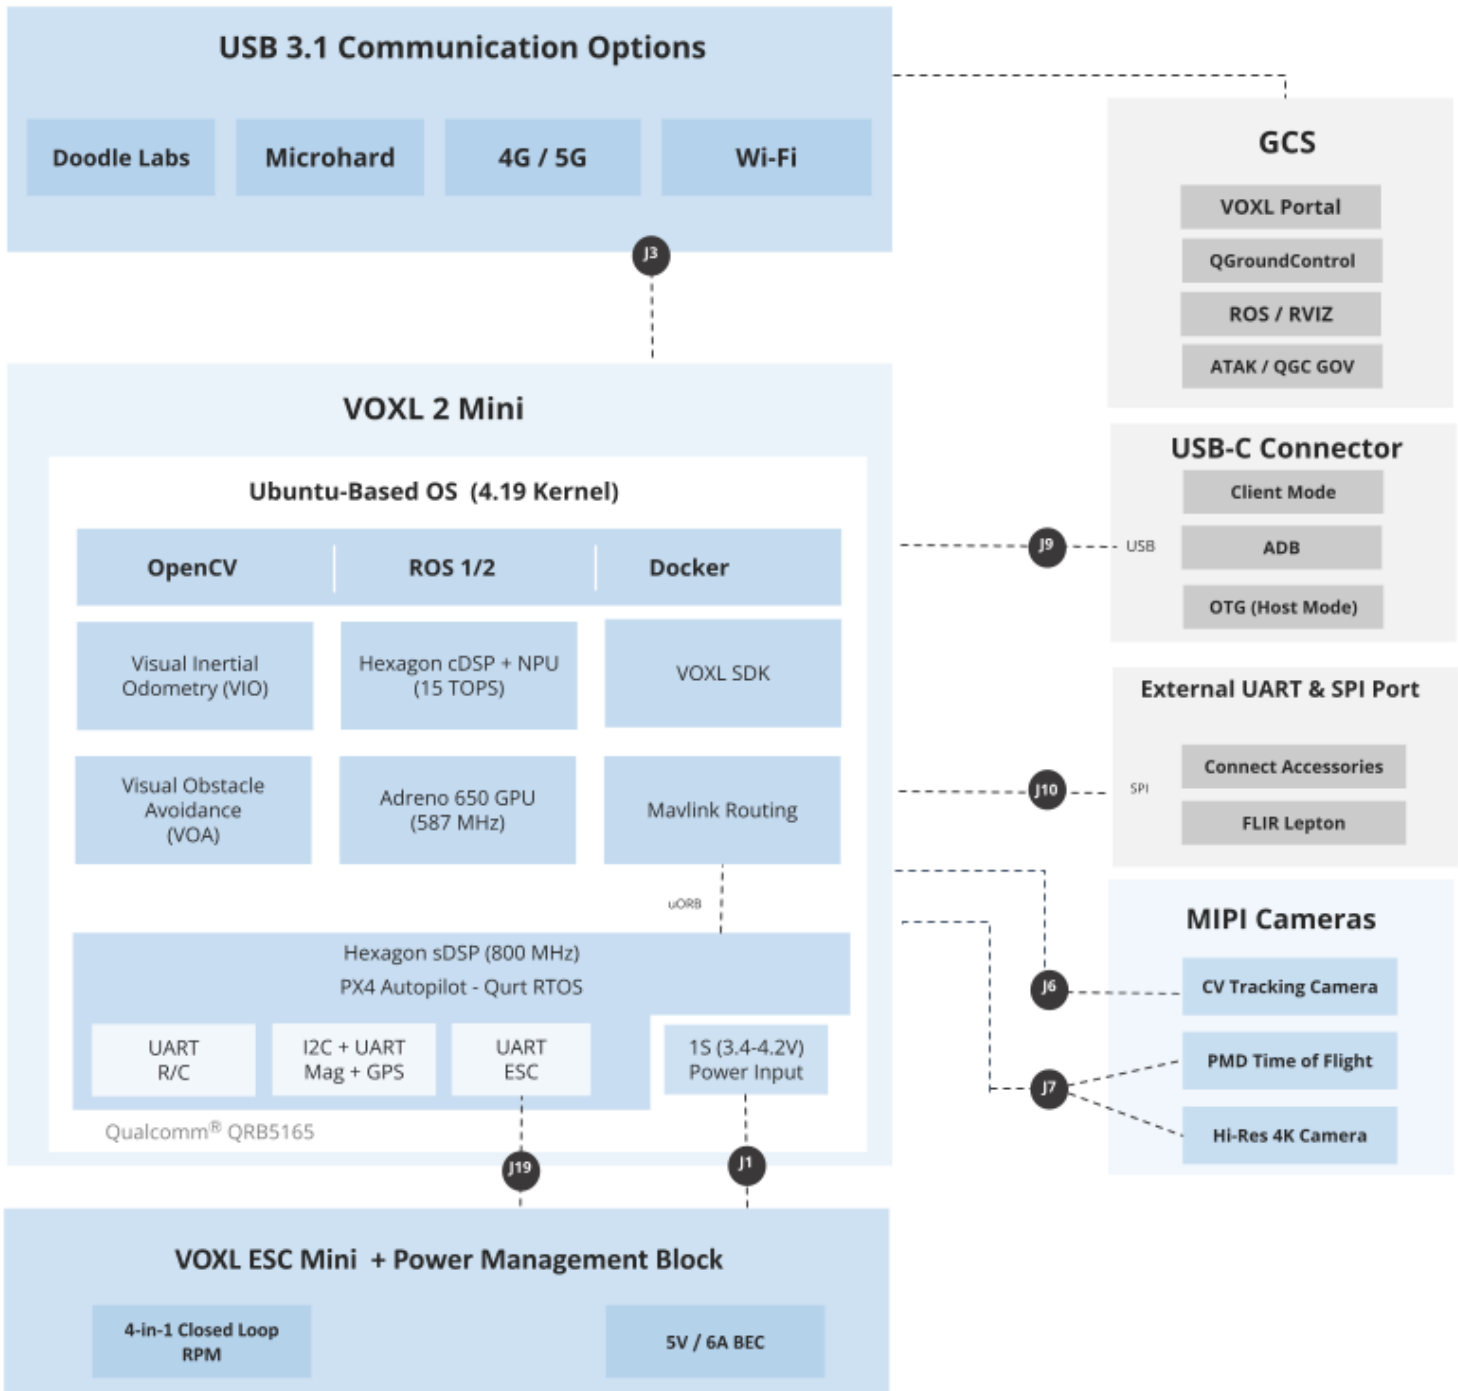 USB 3.1 Communication Options
Doodle Labs
Microhard
4G / 5G
Wi-Fi
J3
GCS
VOXL Portal
QGroundControl
ROS / RVIZ
ATAK / QGC GOV
VOXL 2 Mini
Ubuntu-Based OS (4.19 Kernel)
OpenCV
ROS 1/2
Docker
Visual Inertial
Odometry (VIO)
Hexagon cDSP + NPU
(15 TOPS)
VOXL SDK
Visual Obstacle
Avoidance
(VOA)
Adreno 650 GPU
(587 MHz)
Mavlink Routing
uORB
Hexagon sDSP (800 MHz)
PX4 Autopilot - Qurt RTOS
UART
R/C
I2C + UART
Mag + GPS
UART
ESC
1S (3.4-4.2V)
Power Input
Qualcomm® QRB5165
J19
J1
USB-C Connector
J9
USB
Client Mode
ADB
OTG (Host Mode)
External UART & SPI Port
J10
SPI
Connect Accessories
FLIR Lepton
MIPI Cameras
J6
CV Tracking Camera
J7
PMD Time of Flight
Hi-Res 4K Camera
VOXL ESC Mini + Power Management Block
4-in-1 Closed Loop
RPM
5V / 6A BEC